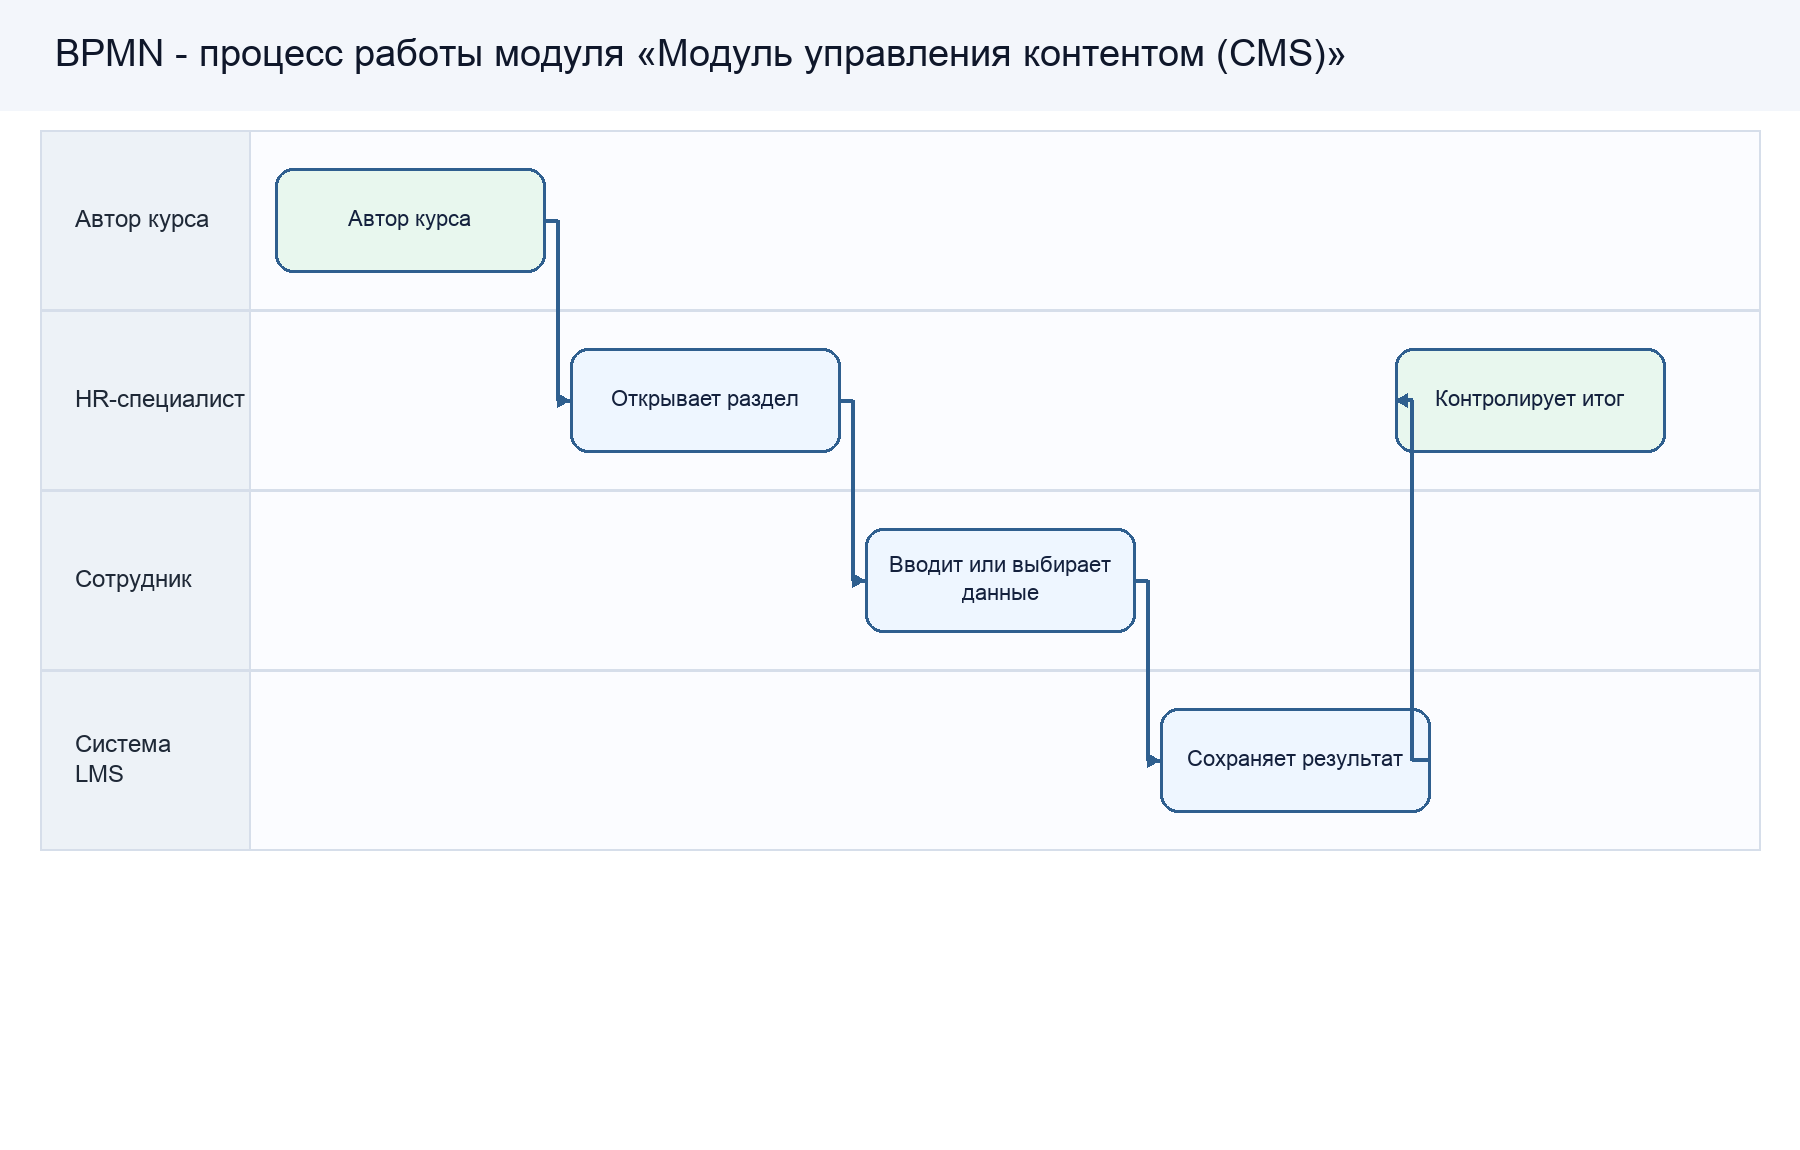 BPMN - процесс работы модуля «Модуль управления контентом (CMS)»
Автор курса
Автор курса
HR-специалист
Открывает раздел
Контролирует итог
Сотрудник
Вводит или выбирает
данные
Система
LMS
Сохраняет результат